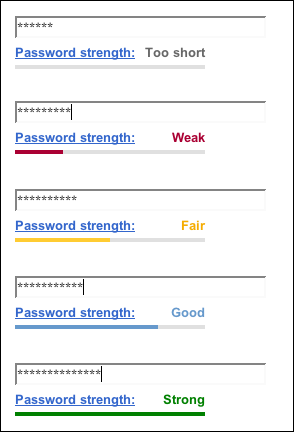 ******
Password strength: Too short
*********
Password strength: Weak
**********
Password strength: Fair
***********
Password strength: Good
**************
Password strength: Strong